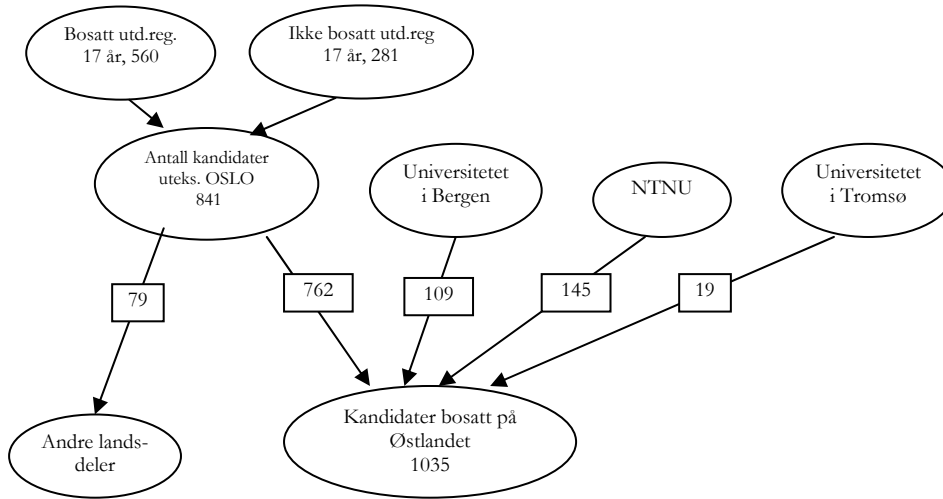 Bosatt utd.reg.
17 år, 560
Ikke bosatt utd.reg
17 år, 281
Antall kandidater
uteks. OSLO
841
Universitetet
i Bergen
NTNU
Universitetet
i Tromsø
79
762
109
145
19
Andre lands-
deler
Kandidater bosatt på
Østlandet
1035